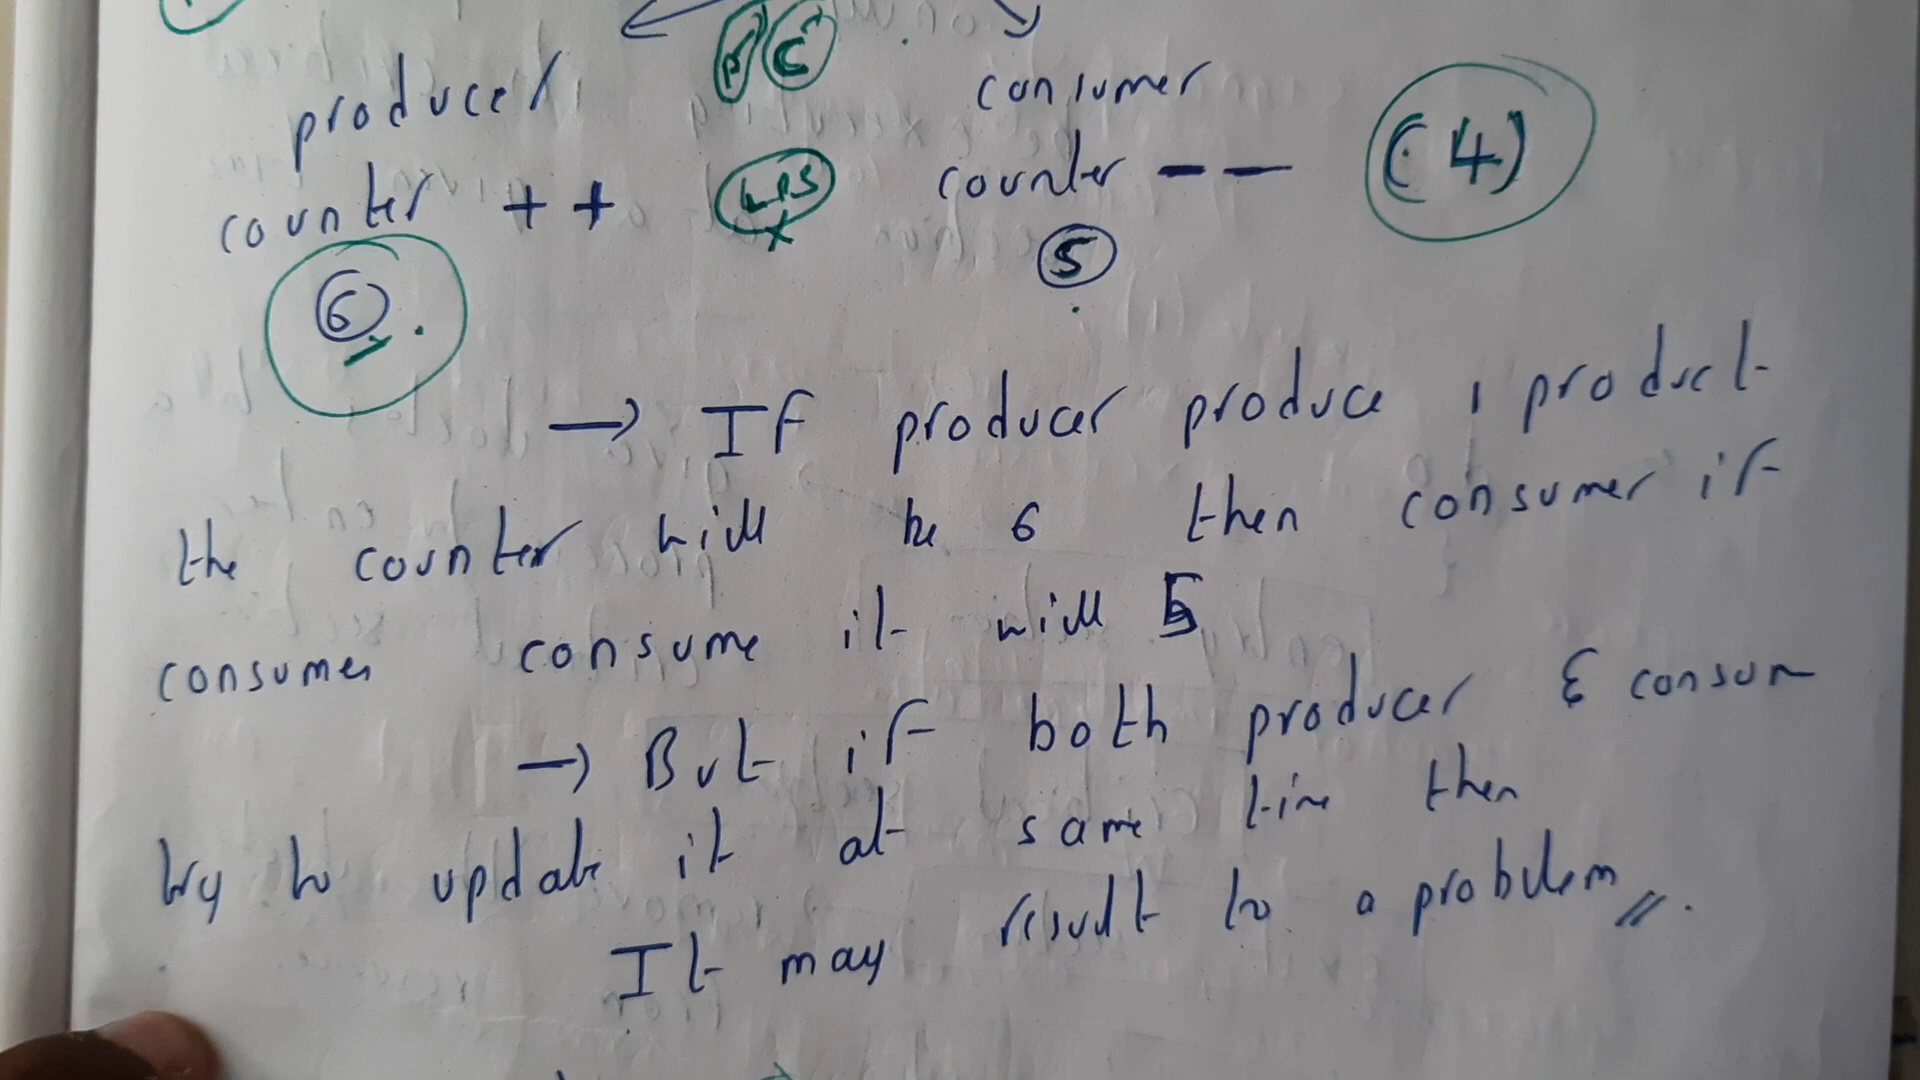 P C
producer consumer
counter ++ counter -- (4)
6 5
→ If producer produce 1 product
the counter will be 6 then consumer if
consumer consume it will 5
→ But if both producer & consum
try to update it at same time then
It may result to a probulem